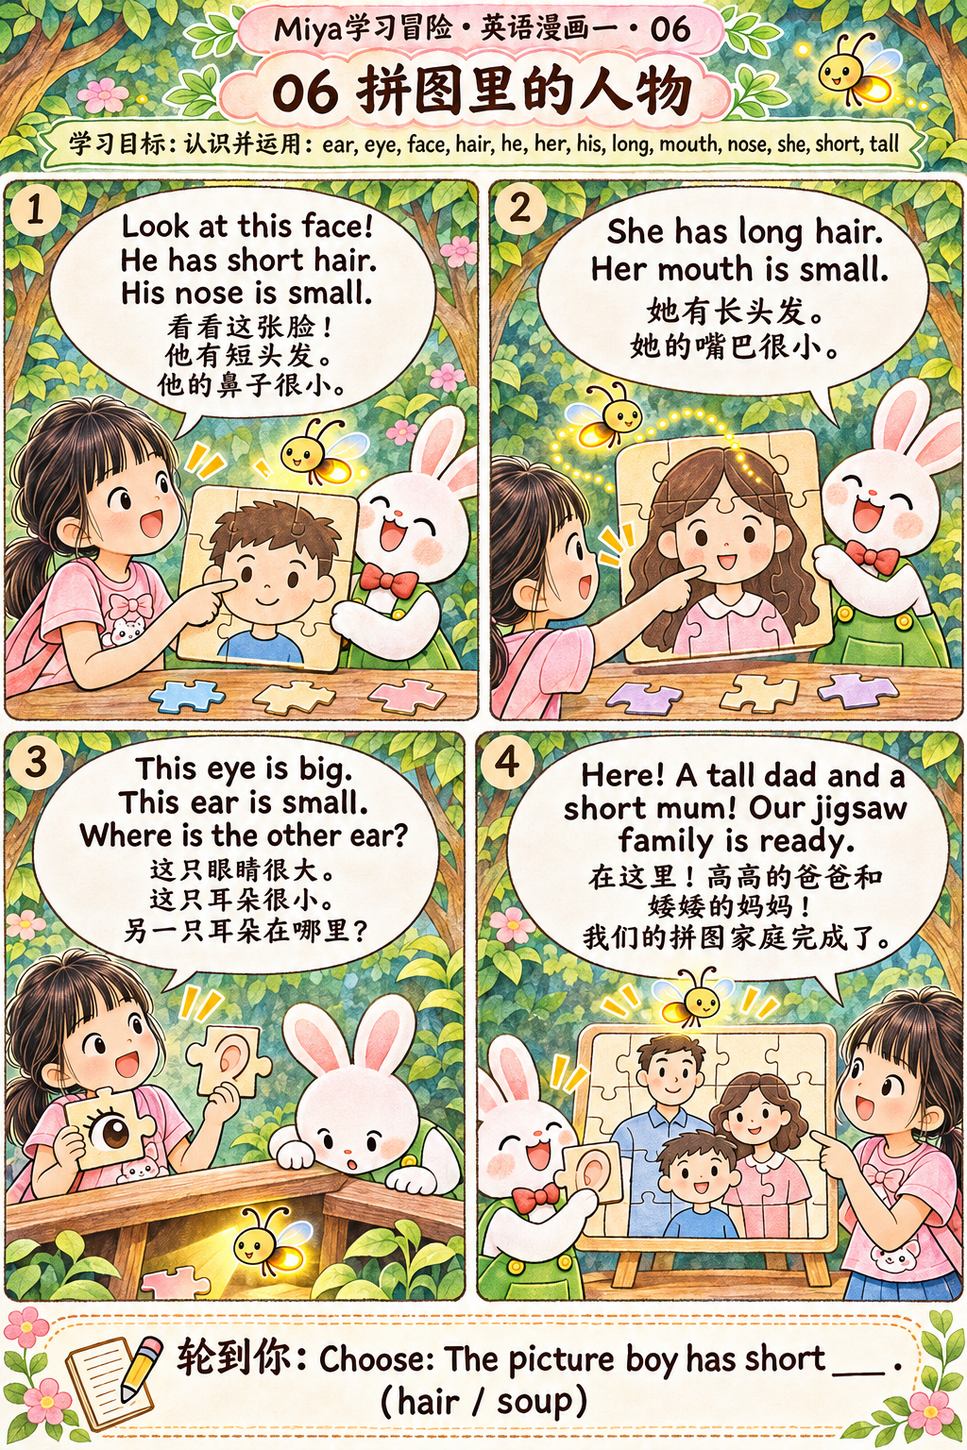 Miya学习冒险·英语漫画一·06
06 拼图里的人物
学习目标：认识并运用：ear, eye, face, hair, he, her, his, long, mouth, nose, she, short, tall
1
Look at this face!
He has short hair.
His nose is small.
看看这张脸！
他有短头发。
他的鼻子很小。
2
She has long hair.
Her mouth is small.
她有长头发。
她的嘴巴很小。
3
This eye is big.
This ear is small.
Where is the other ear?
这只眼睛很大。
这只耳朵很小。
另一只耳朵在哪里？
4
Here! A tall dad and a
short mum! Our jigsaw
family is ready.
在这里！高高的爸爸和
矮矮的妈妈！
我们的拼图家庭完成了。
轮到你：Choose: The picture boy has short ___ .
(hair / soup)